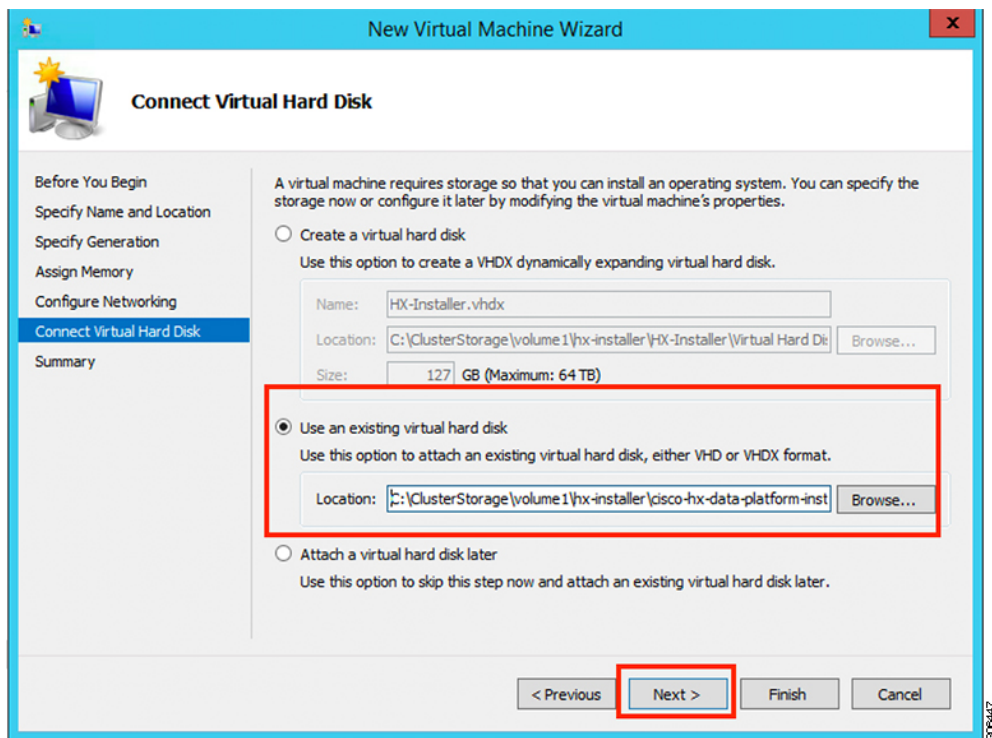 New Virtual Machine Wizard
x
Connect Virtual Hard Disk
Before You Begin
Specify Name and Location
Specify Generation
Assign Memory
Configure Networking
Connect Virtual Hard Disk
Summary
A virtual machine requires storage so that you can install an operating system. You can specify the
storage now or configure it later by modifying the virtual machine's properties.
Create a virtual hard disk
Use this option to create a VHDX dynamically expanding virtual hard disk.
Name: HX-Installer.vhdx
Location: C:\ClusterStorage\volume1\hx-installer\HX-Installer\Virtual Hard Di Browse...
Size: 127 GB (Maximum: 64 TB)
Use an existing virtual hard disk
Use this option to attach an existing virtual hard disk, either VHD or VHDX format.
Location: C:\ClusterStorage\volume1\hx-installer\cisco-hx-data-platform-inst Browse...
Attach a virtual hard disk later
Use this option to skip this step now and attach an existing virtual hard disk later.
< Previous Next > Finish Cancel